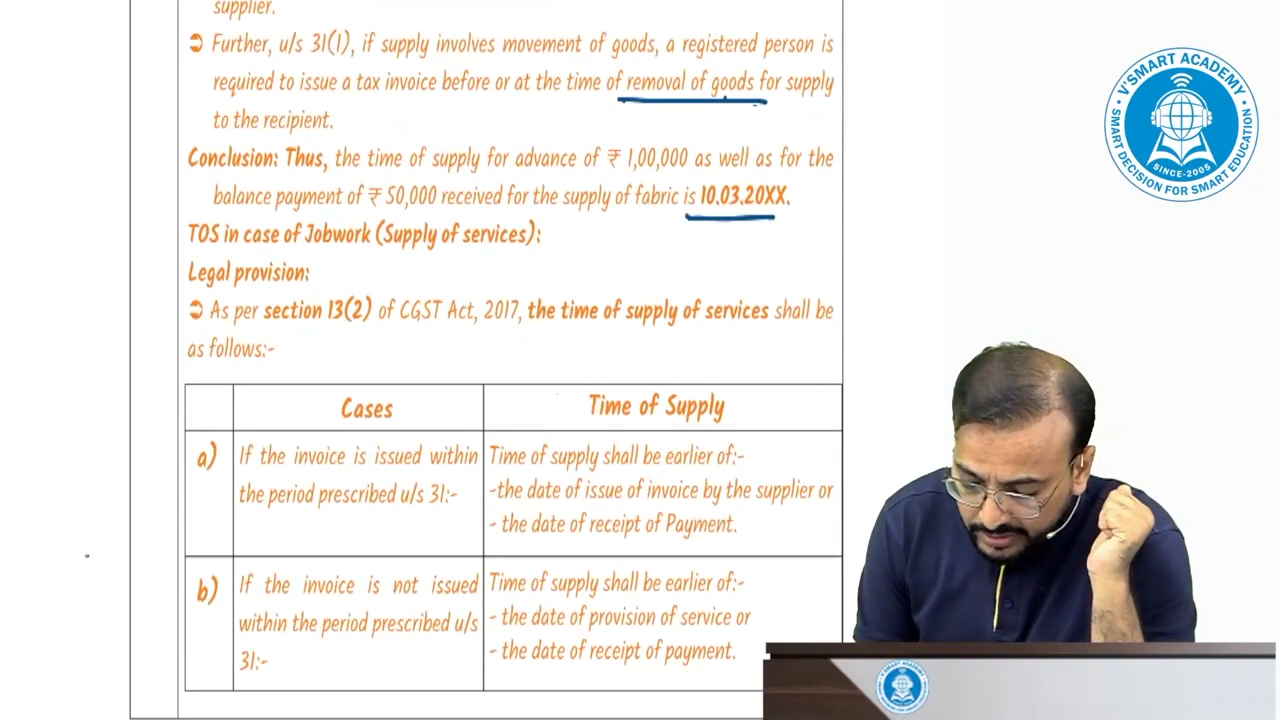 supplier.
➲ Further, u/s 31(1), if supply involves movement of goods, a registered person is
required to issue a tax invoice before or at the time of removal of goods for supply
to the recipient.
Conclusion: Thus, the time of supply for advance of ₹ 1,00,000 as well as for the
balance payment of ₹ 50,000 received for the supply of fabric is 10.03.20XX.
TOS in case of Jobwork (Supply of services):
Legal provision:
➲ As per section 13(2) of CGST Act, 2017, the time of supply of services shall be
as follows:-
Cases
Time of Supply
a)
If the invoice is issued within
the period prescribed u/s 31:-
Time of supply shall be earlier of:-
-the date of issue of invoice by the supplier or
- the date of receipt of Payment.
b)
If the invoice is not issued
within the period prescribed u/s
31:-
Time of supply shall be earlier of:-
- the date of provision of service or
- the date of receipt of payment.
V'SMART ACADEMY
SINCE-2005
SMART DECISION FOR SMART EDUCATION